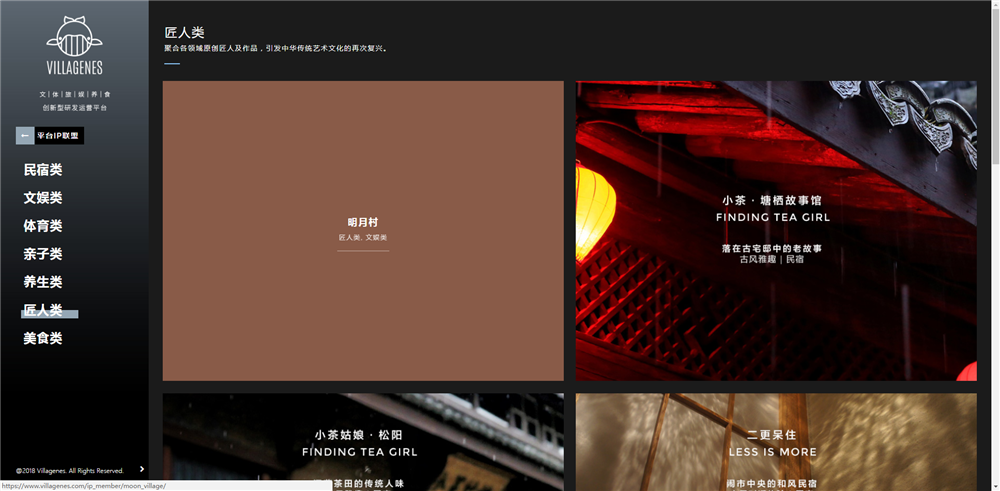 VILLAGENES
文 | 体 | 旅 | 娱 | 养 | 食
创新型研发运营平台
← 平台IP联盟
民宿类
文娱类
体育类
亲子类
养生类
匠人类
美食类
@2018 Villagenes. All Rights Reserved.
https://www.villagenes.com/ip_member/moon_village/
匠人类
聚合各领域原创匠人及作品，引发中华传统艺术文化的再次复兴。
明月村
匠人类, 文娱类
小茶 · 塘栖故事馆
FINDING TEA GIRL
落在古宅邸中的老故事
古风雅趣 | 民宿
小茶姑娘 · 松阳
FINDING TEA GIRL
茶田的传统人味
二更呆住
LESS IS MORE
闹市中央的和风民宿